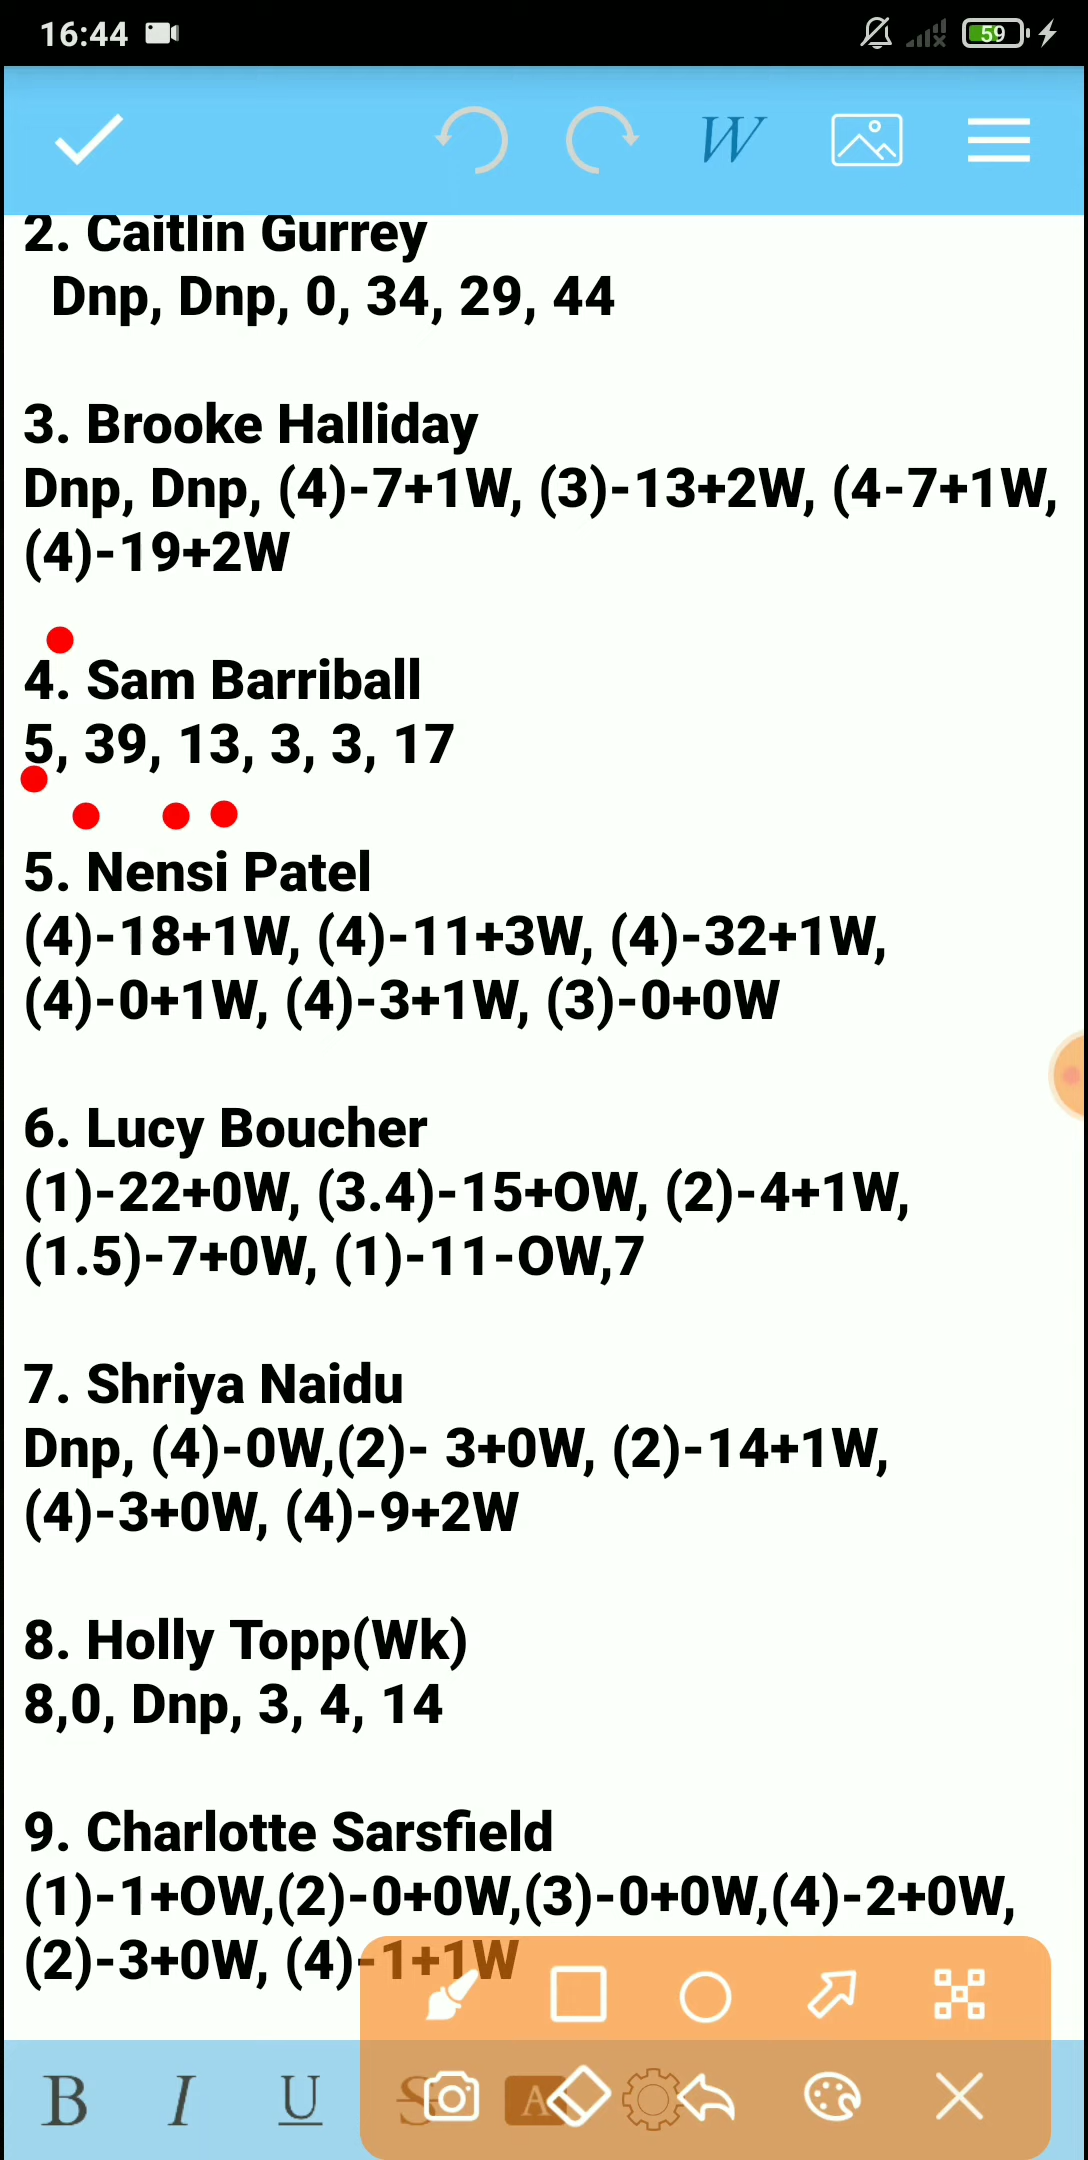 16:44
59
W
2. Caitlin Gurrey
Dnp, Dnp, 0, 34, 29, 44
3. Brooke Halliday
Dnp, Dnp, (4)-7+1W, (3)-13+2W, (4-7+1W,
(4)-19+2W
4. Sam Barriball
5, 39, 13, 3, 3, 17
5. Nensi Patel
(4)-18+1W, (4)-11+3W, (4)-32+1W,
(4)-0+1W, (4)-3+1W, (3)-0+0W
6. Lucy Boucher
(1)-22+0W, (3.4)-15+OW, (2)-4+1W,
(1.5)-7+0W, (1)-11-OW,7
7. Shriya Naidu
Dnp, (4)-0W,(2)- 3+0W, (2)-14+1W,
(4)-3+0W, (4)-9+2W
8. Holly Topp(Wk)
8,0, Dnp, 3, 4, 14
9. Charlotte Sarsfield
(1)-1+OW,(2)-0+0W,(3)-0+0W,(4)-2+0W,
(2)-3+0W, (4)-1+1W
B I U S A